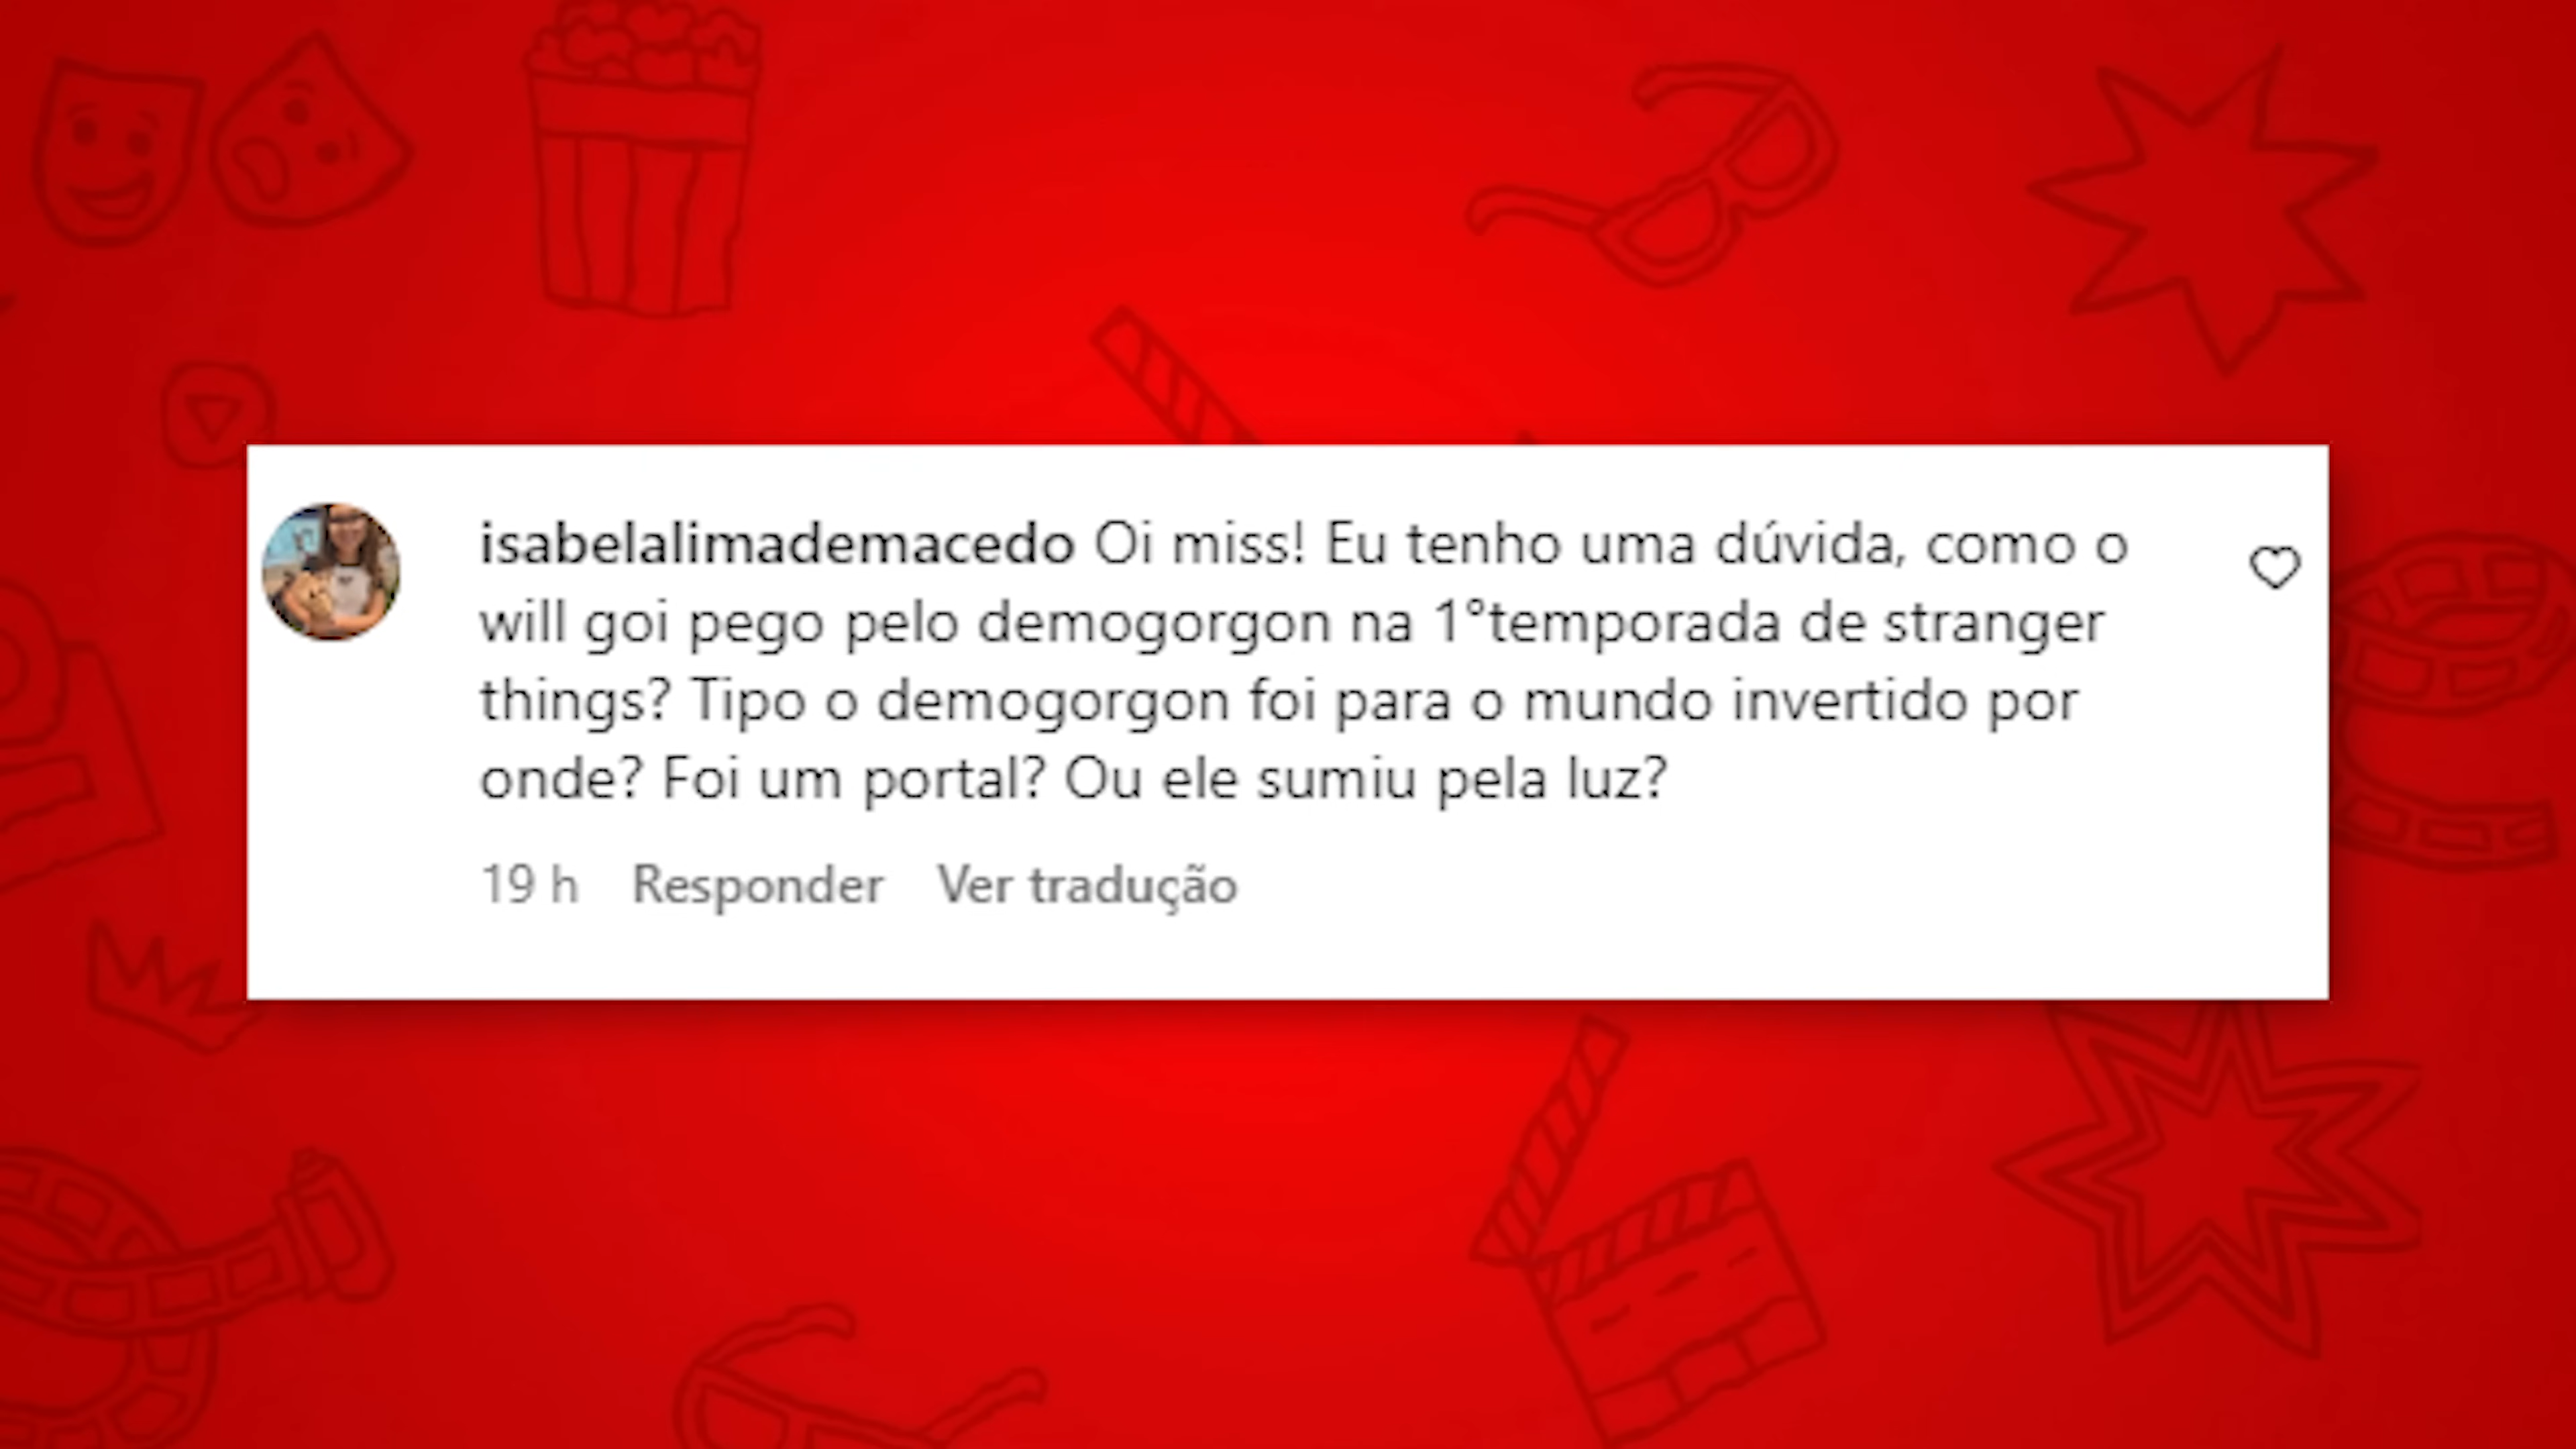 isabelalimademacedo Oi miss! Eu tenho uma dúvida, como o
will goi pego pelo demogorgon na 1°temporada de stranger
things? Tipo o demogorgon foi para o mundo invertido por
onde? Foi um portal? Ou ele sumiu pela luz?
19 h Responder Ver tradução